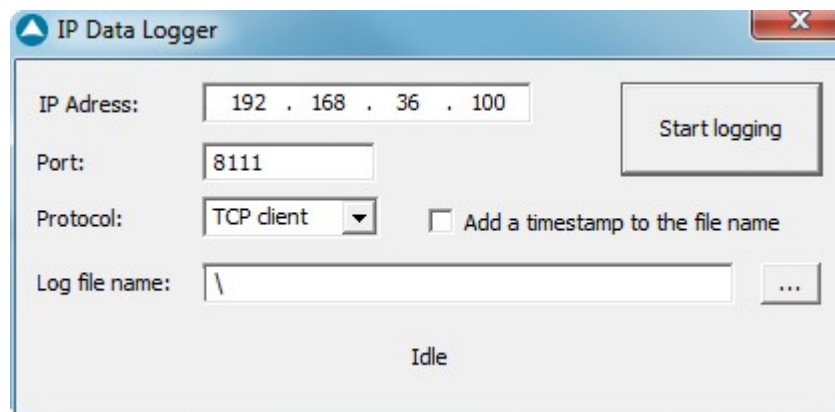 IP Data Logger
IP Adress: 192 . 168 . 36 . 100
Start logging
Port: 8111
Protocol: TCP client
Add a timestamp to the file name
Log file name: \
...
Idle